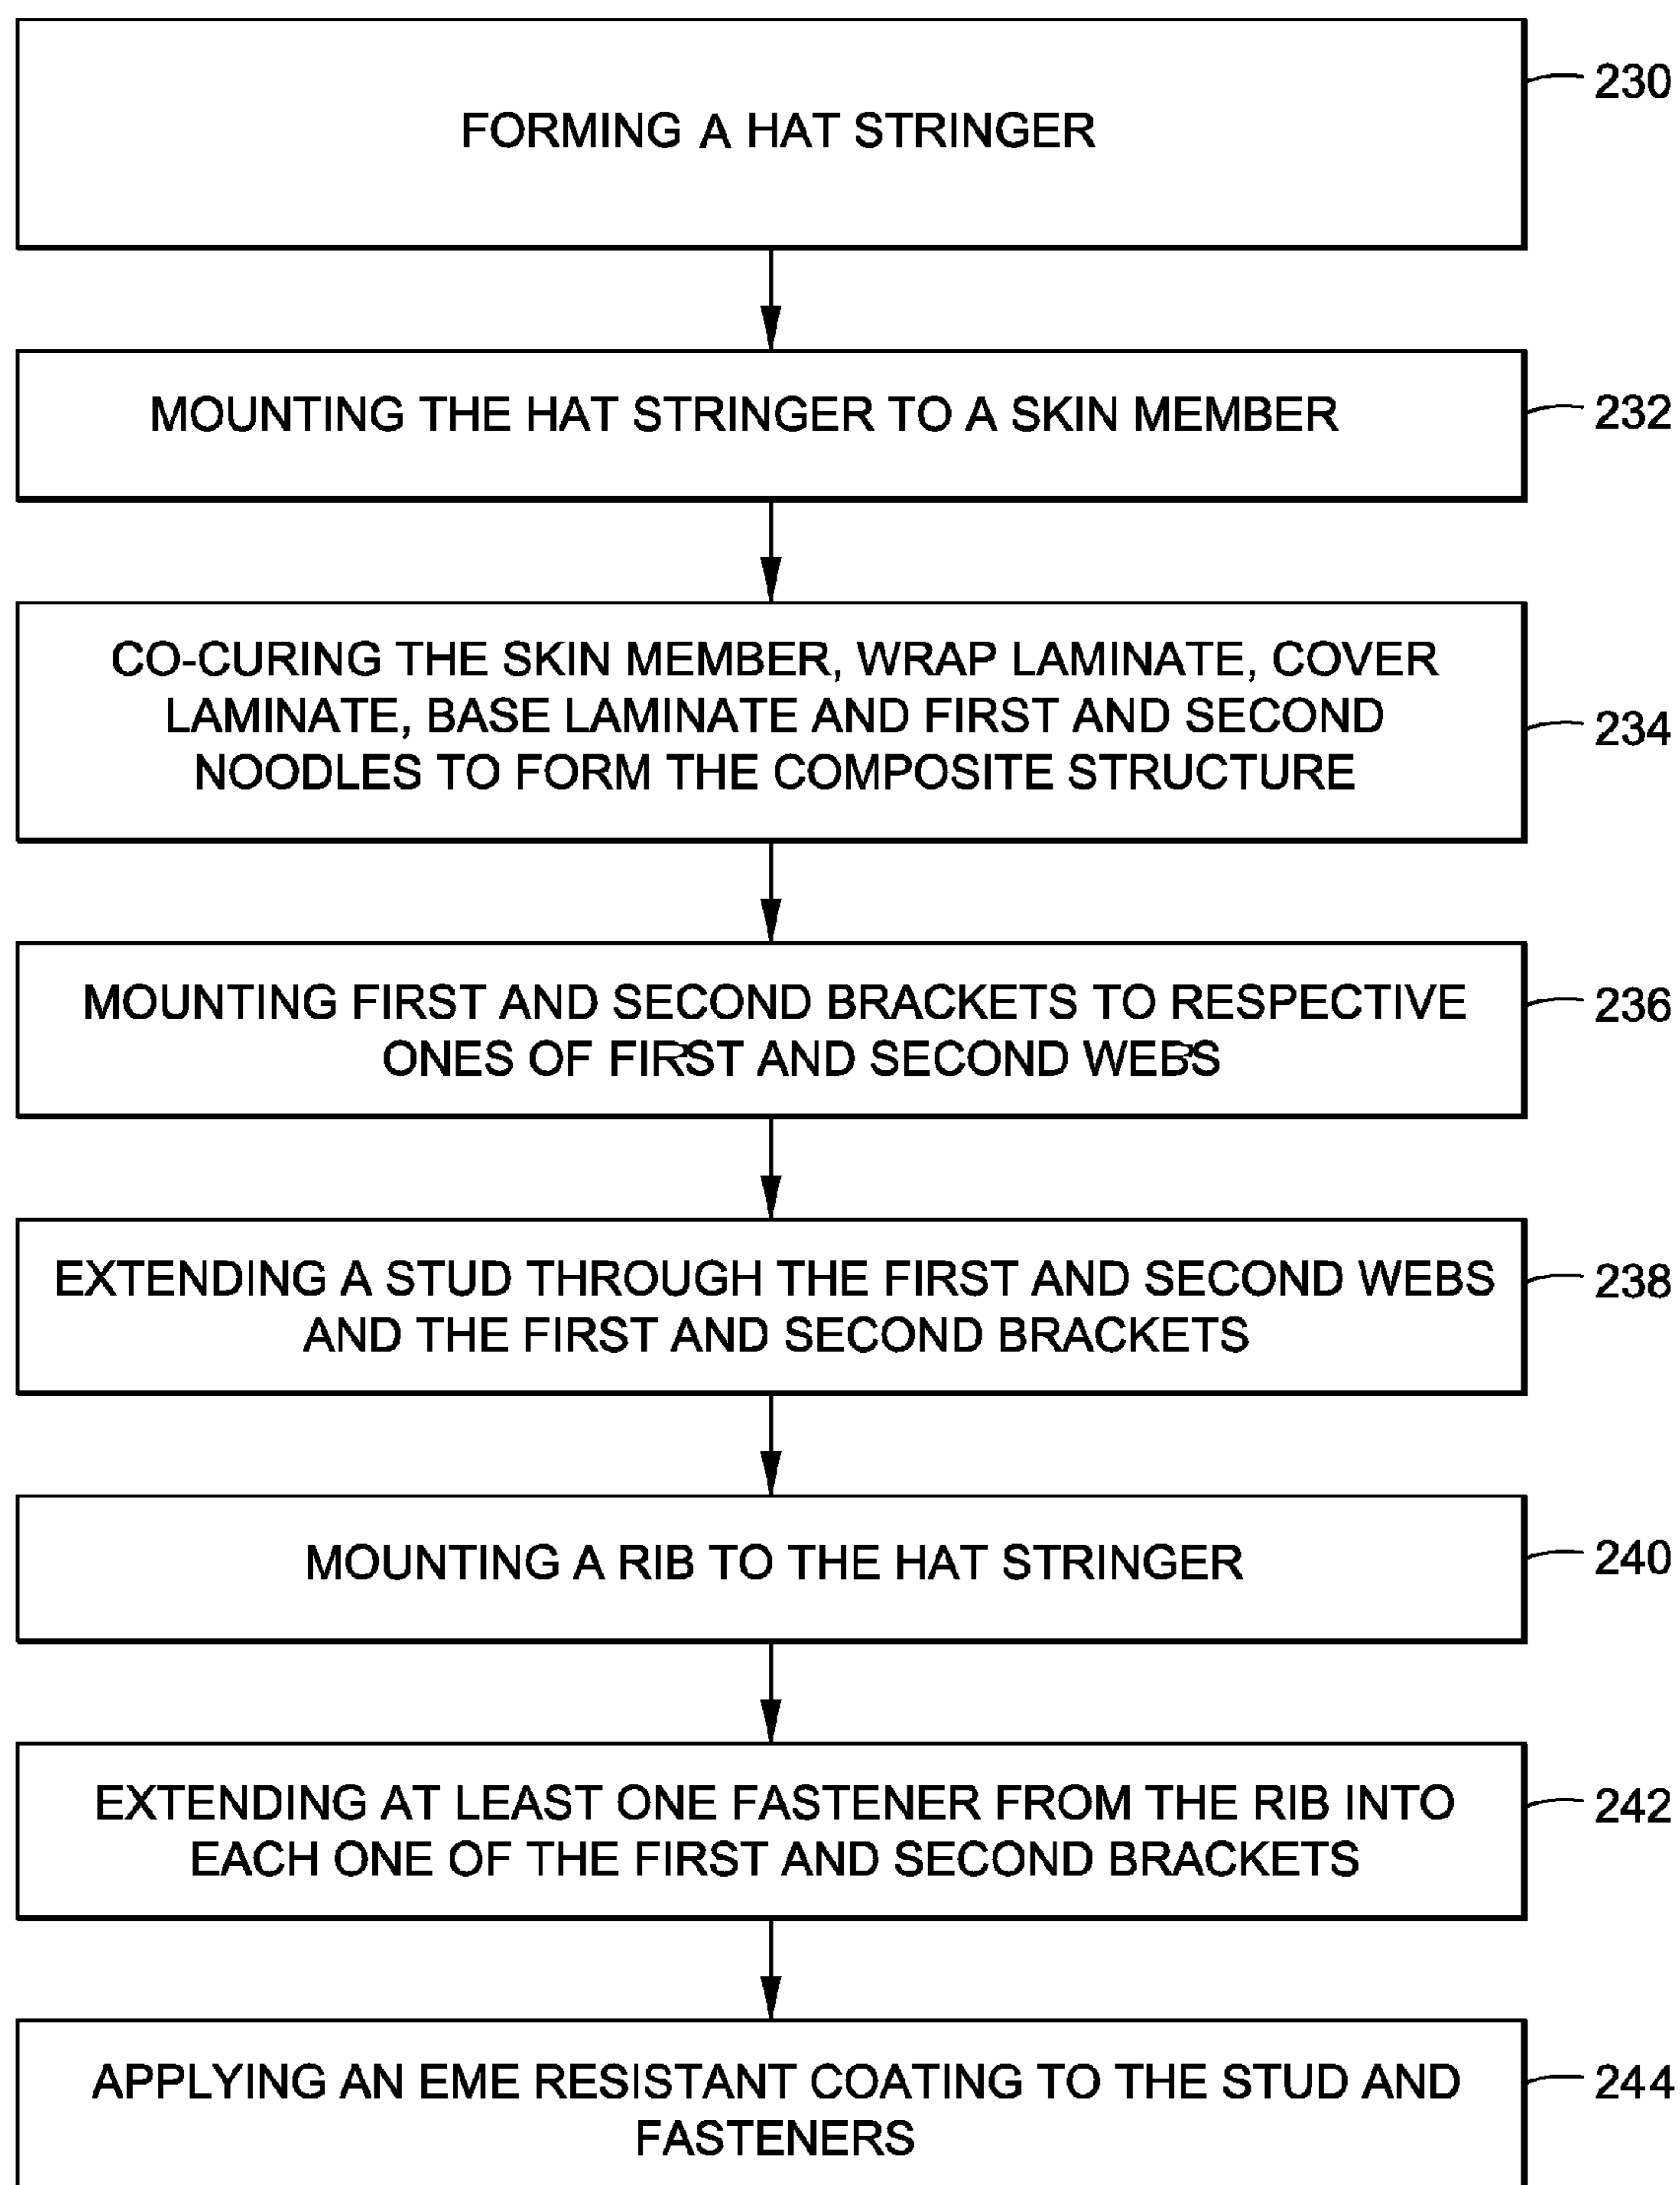 FORMING A HAT STRINGER
230
MOUNTING THE HAT STRINGER TO A SKIN MEMBER
232
CO-CURING THE SKIN MEMBER, WRAP LAMINATE, COVER
LAMINATE, BASE LAMINATE AND FIRST AND SECOND
NOODLES TO FORM THE COMPOSITE STRUCTURE
234
MOUNTING FIRST AND SECOND BRACKETS TO RESPECTIVE
ONES OF FIRST AND SECOND WEBS
236
EXTENDING A STUD THROUGH THE FIRST AND SECOND WEBS
AND THE FIRST AND SECOND BRACKETS
238
MOUNTING A RIB TO THE HAT STRINGER
240
EXTENDING AT LEAST ONE FASTENER FROM THE RIB INTO
EACH ONE OF THE FIRST AND SECOND BRACKETS
242
APPLYING AN EME RESISTANT COATING TO THE STUD AND
FASTENERS
244